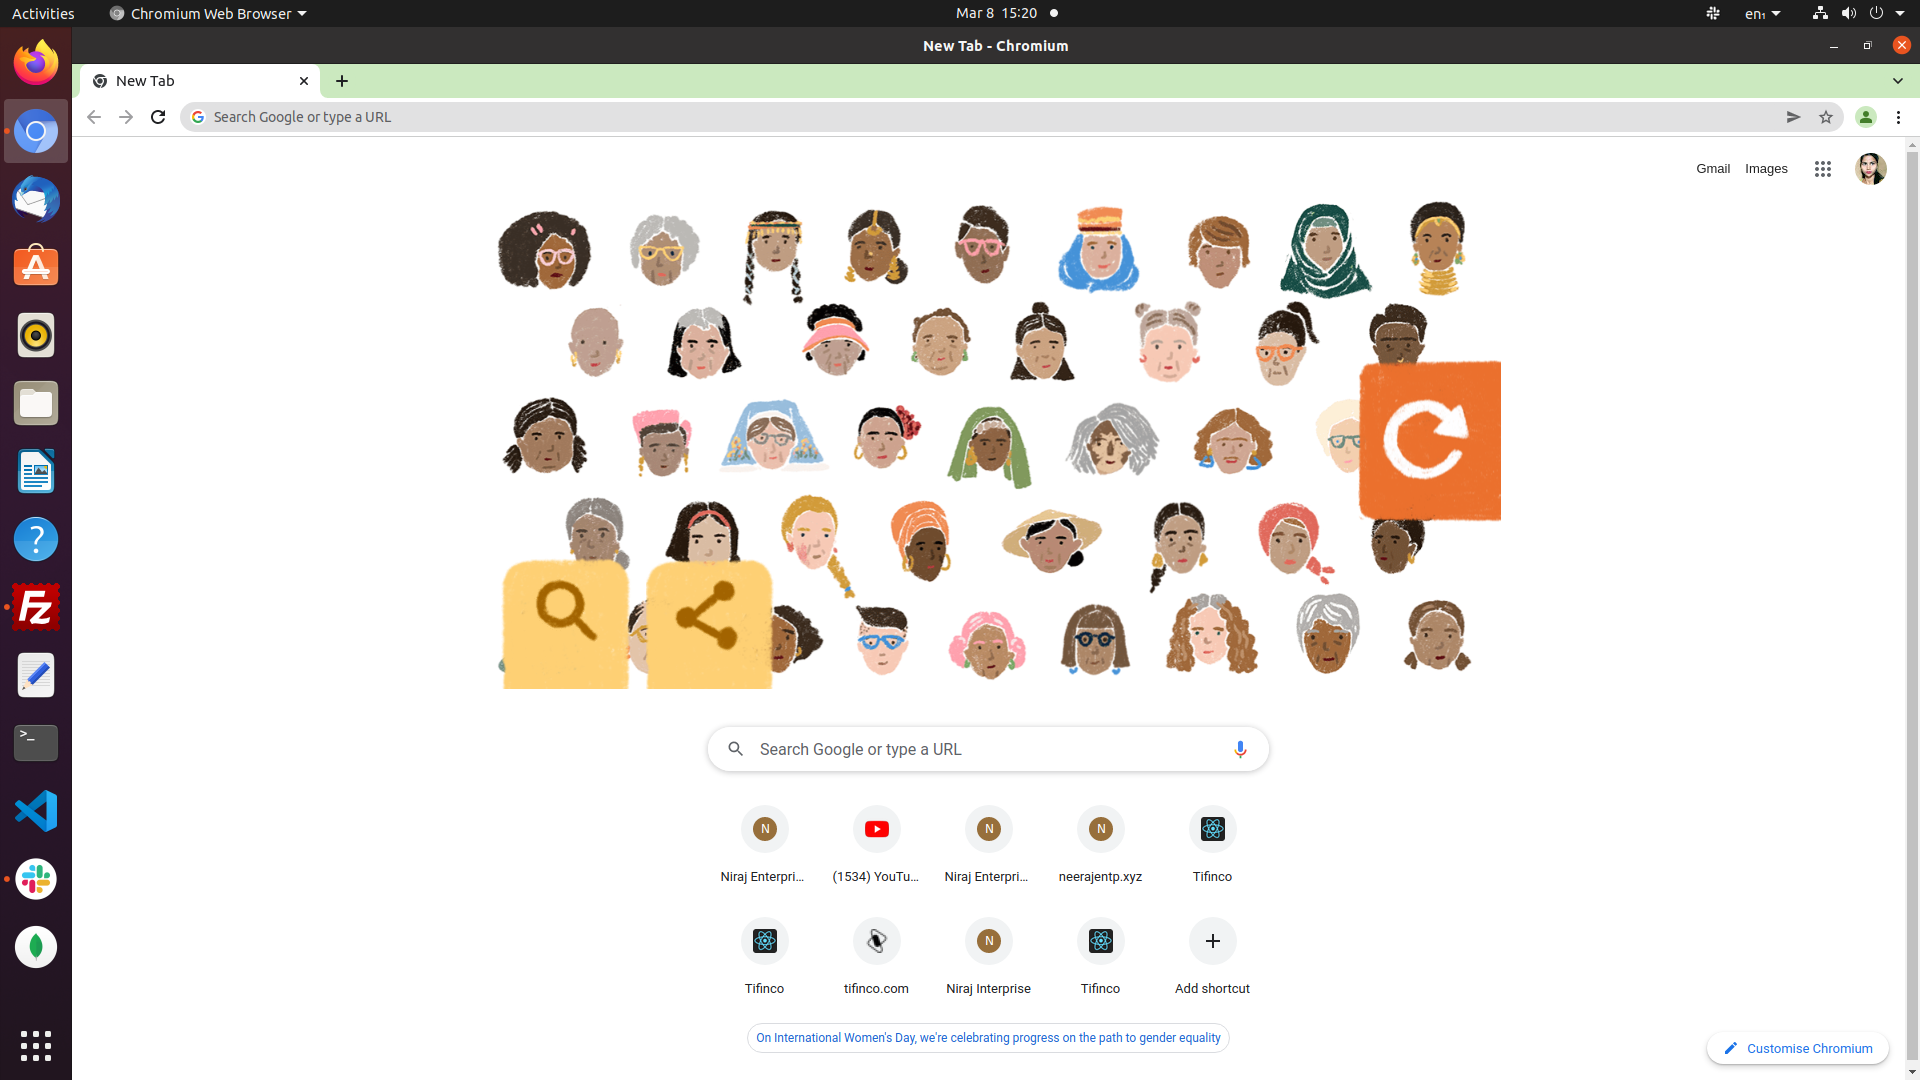 Activities
Chromium Web Browser
Mar 8 15:20
en₁
New Tab - Chromium
New Tab
Search Google or type a URL
Gmail
Images
Search Google or type a URL
N
N
N
Niraj Enterpri...
(1534) YouTu...
Niraj Enterpri...
neerajentp.xyz
Tifinco
N
Tifinco
tifinco.com
Niraj Interprise
Tifinco
Add shortcut
On International Women's Day, we're celebrating progress on the path to gender equality
Customise Chromium